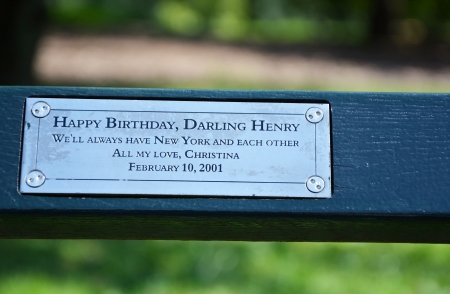 Happy Birthday, Darling Henry
We'll always have New York and each other
All my love, Christina
February 10, 2001